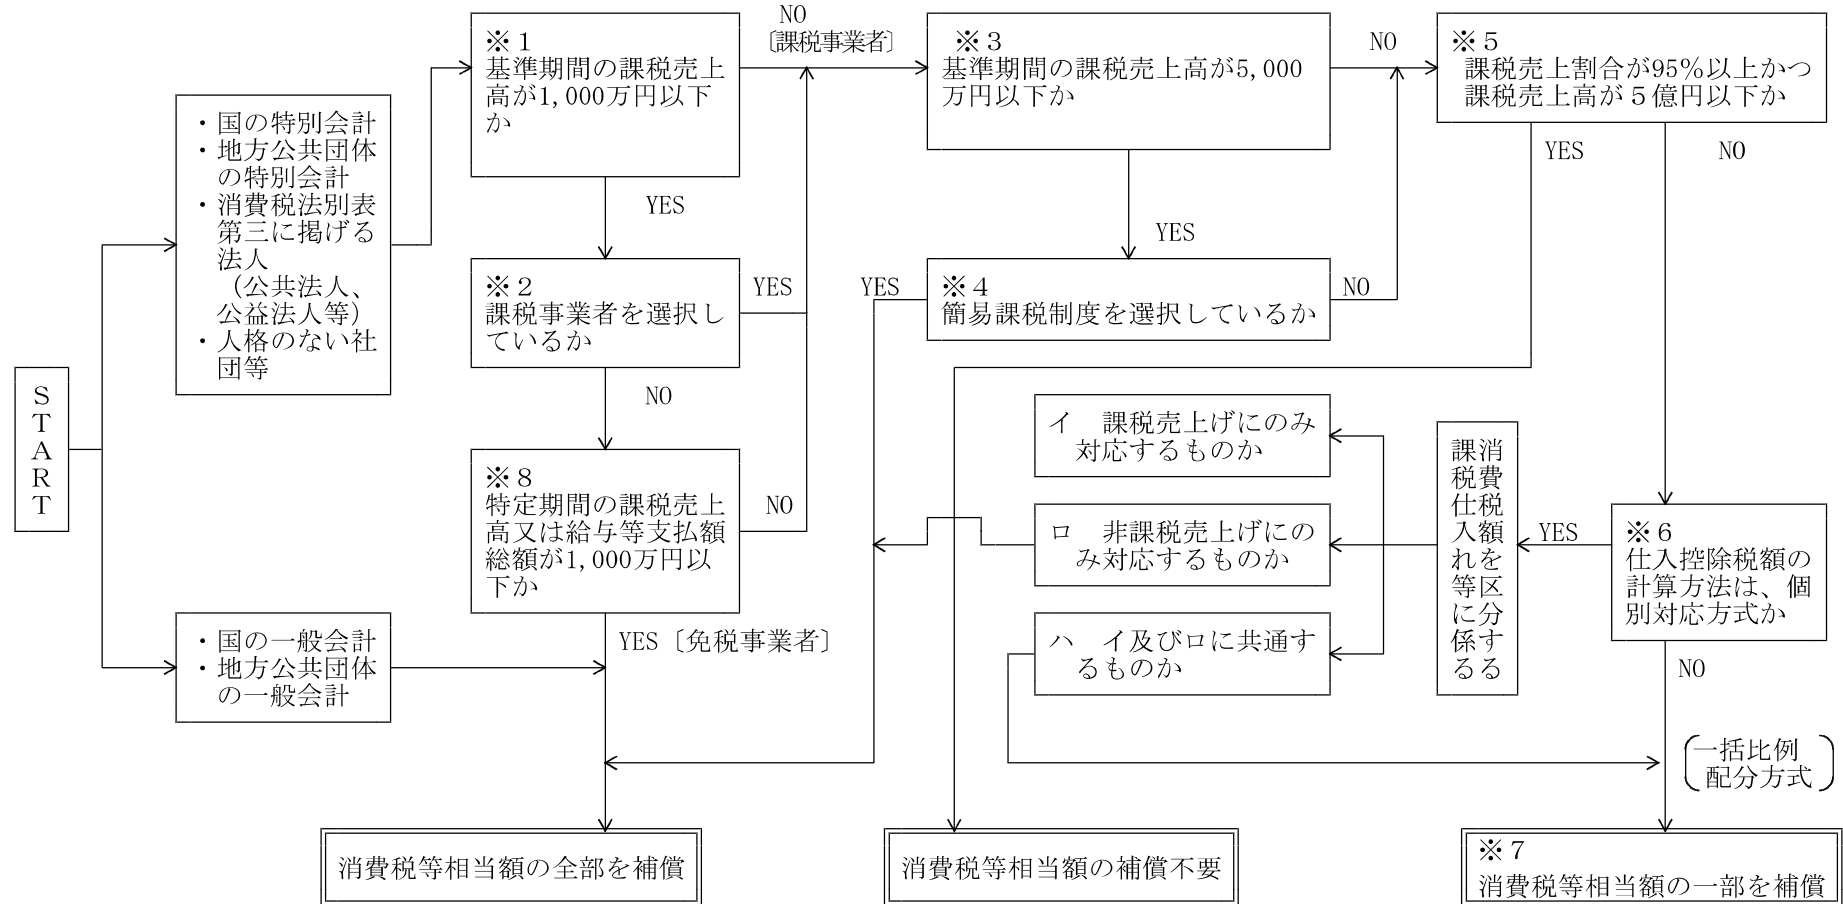 START
・国の特別会計
・地方公共団体
の特別会計
・消費税法別表
第三に掲げる
法人
（公共法人、
公益法人等）
・人格のない社
団等
・国の一般会計
・地方公共団体
の一般会計
※１
基準期間の課税売上
高が1,000万円以下
か
NO
〔課税事業者〕
YES
※２
課税事業者を選択し
ているか
YES
NO
※８
特定期間の課税売上
高又は給与等支払額
総額が1,000万円以
下か
NO
YES〔免税事業者〕
※３
基準期間の課税売上高が5,000
万円以下か
NO
YES
※４
簡易課税制度を選択しているか
YES
NO
※５
課税売上割合が95％以上かつ
課税売上高が５億円以下か
YES
NO
※６
仕入控除税額の
計算方法は、個
別対応方式か
YES
NO
課税仕入れ等に係る
消費税額を区分する
イ　課税売上げにのみ
対応するものか
ロ　非課税売上げにの
み対応するものか
ハ　イ及びロに共通す
るものか
一括比例
配分方式
消費税等相当額の全部を補償
消費税等相当額の補償不要
※７
消費税等相当額の一部を補償